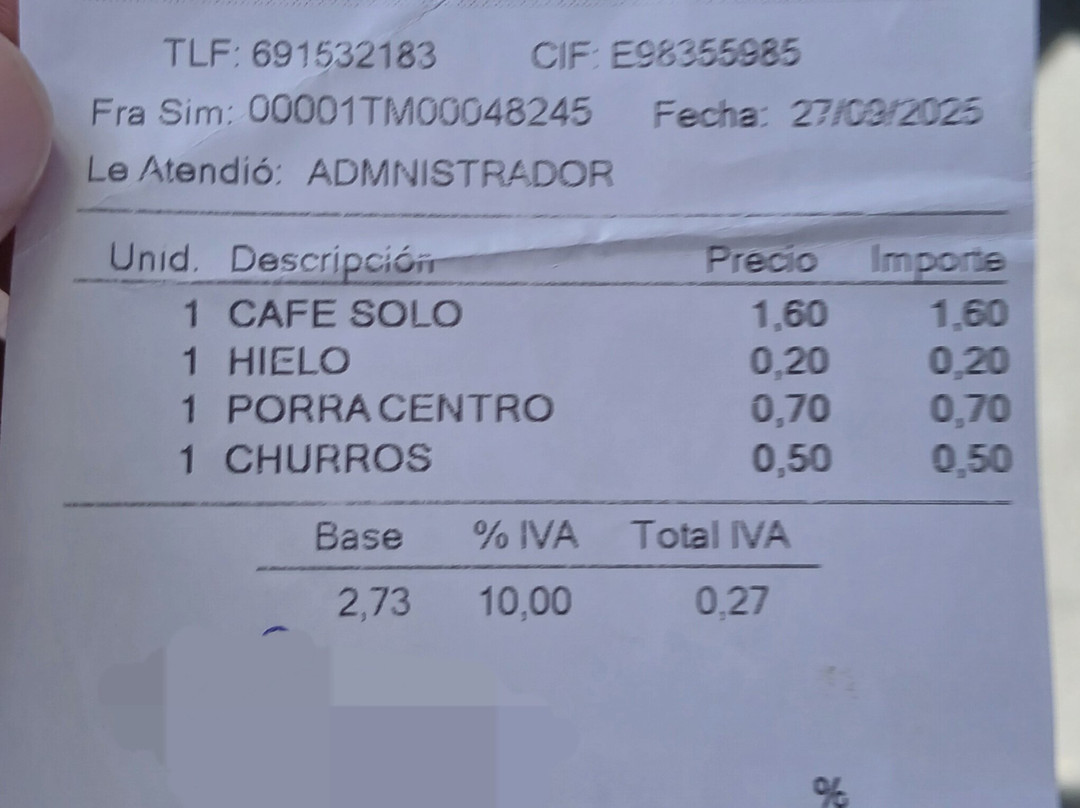 TLF: 691532183 CIF: E98355985
Fra Sim: 00001TM00048245 Fecha: 27/09/2025
Le Atendió: ADMNISTRADOR
Unid. Descripción Precio Importe
1 CAFE SOLO 1,60 1,60
1 HIELO 0,20 0,20
1 PORRA CENTRO 0,70 0,70
1 CHURROS 0,50 0,50
Base % IVA Total IVA
2,73 10,00 0,27
%